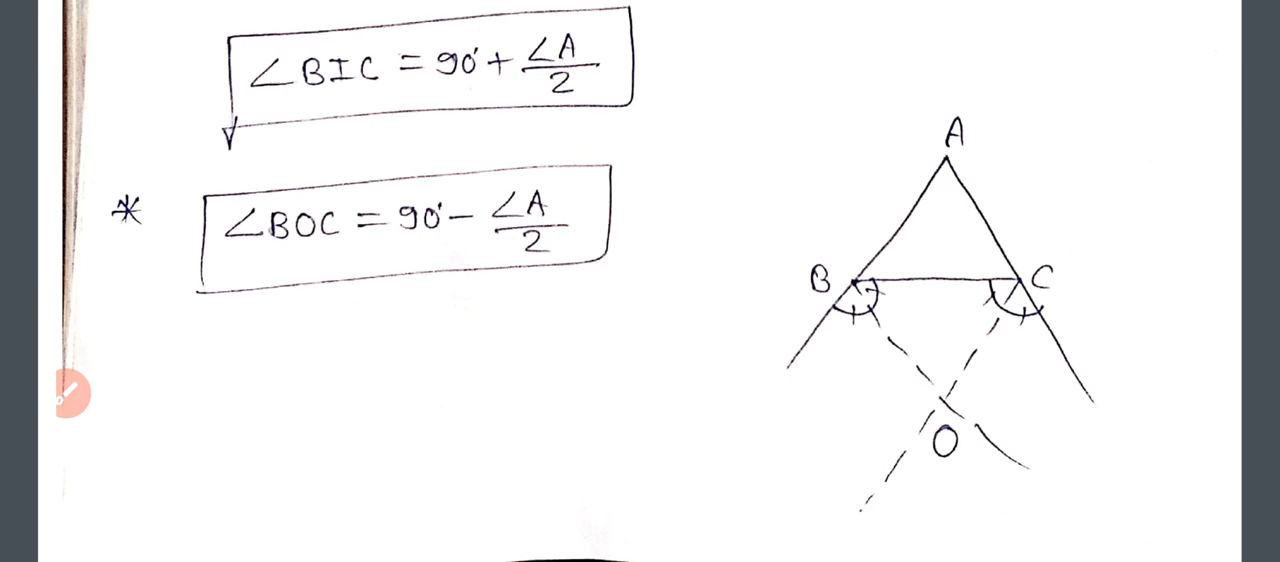 ∠BIC = 90° + ∠A/2
* ∠BOC = 90° - ∠A/2
A
B
C
O